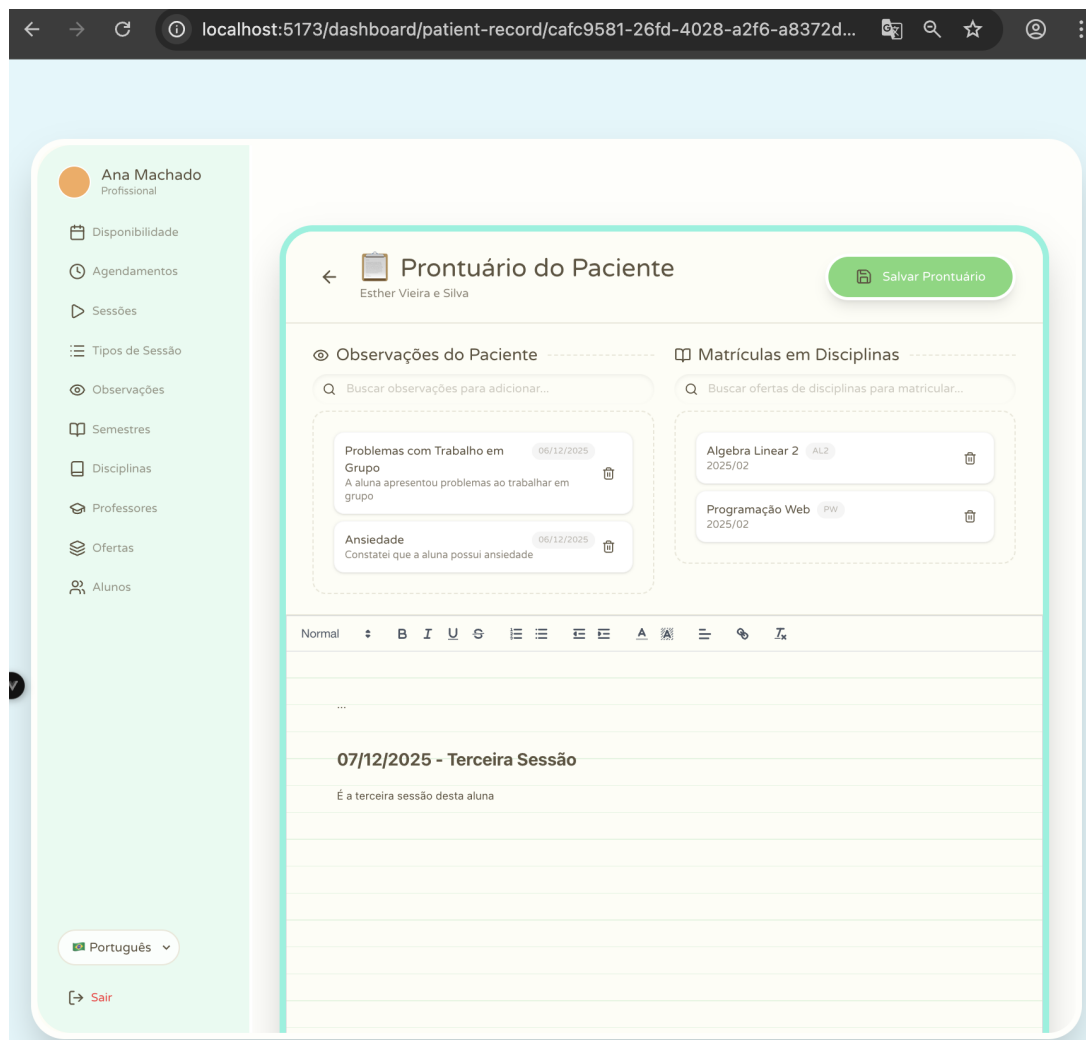 localhost:5173/dashboard/patient-record/cafc9581-26fd-4028-a2f6-a8372d...
Ana Machado
Profissional
Disponibilidade
Agendamentos
Sessões
Tipos de Sessão
Observações
Semestres
Disciplinas
Professores
Ofertas
Alunos
Português
Sair
Prontuário do Paciente
Esther Vieira e Silva
Salvar Prontuário
Observações do Paciente
Buscar observações para adicionar...
Problemas com Trabalho em
Grupo
06/12/2025
A aluna apresentou problemas ao trabalhar em
grupo
Ansiedade
06/12/2025
Constatei que a aluna possui ansiedade
Matrículas em Disciplinas
Buscar ofertas de disciplinas para matricular...
Algebra Linear 2 AL2
2025/02
Programação Web PW
2025/02
Normal
...
07/12/2025 - Terceira Sessão
É a terceira sessão desta aluna